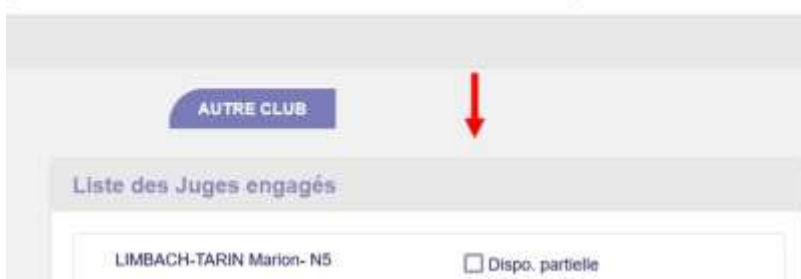 AUTRE CLUB
Liste des Juges engagés
LIMBACH-TARIN Marion- N5
Dispo. partielle